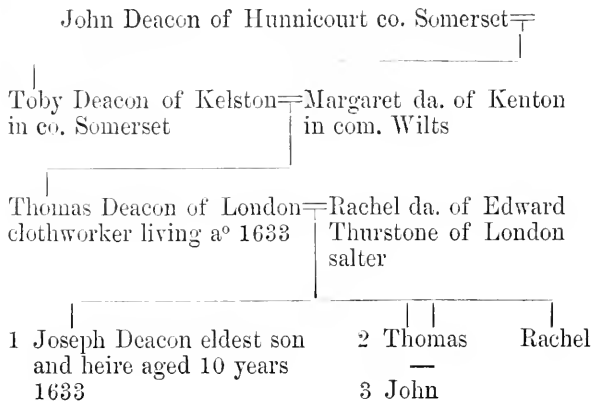 John Deacon of Hunnicourt co. Somerset
Toby Deacon of Kelston
in co. Somerset
Margaret da. of Kenton
in com. Wilts
Thomas Deacon of London
clothworker living aº 1633
Rachel da. of Edward
Thurstone of London
salter
1 Joseph Deacon eldest son
and heire aged 10 years
1633
2 Thomas
3 John
Rachel